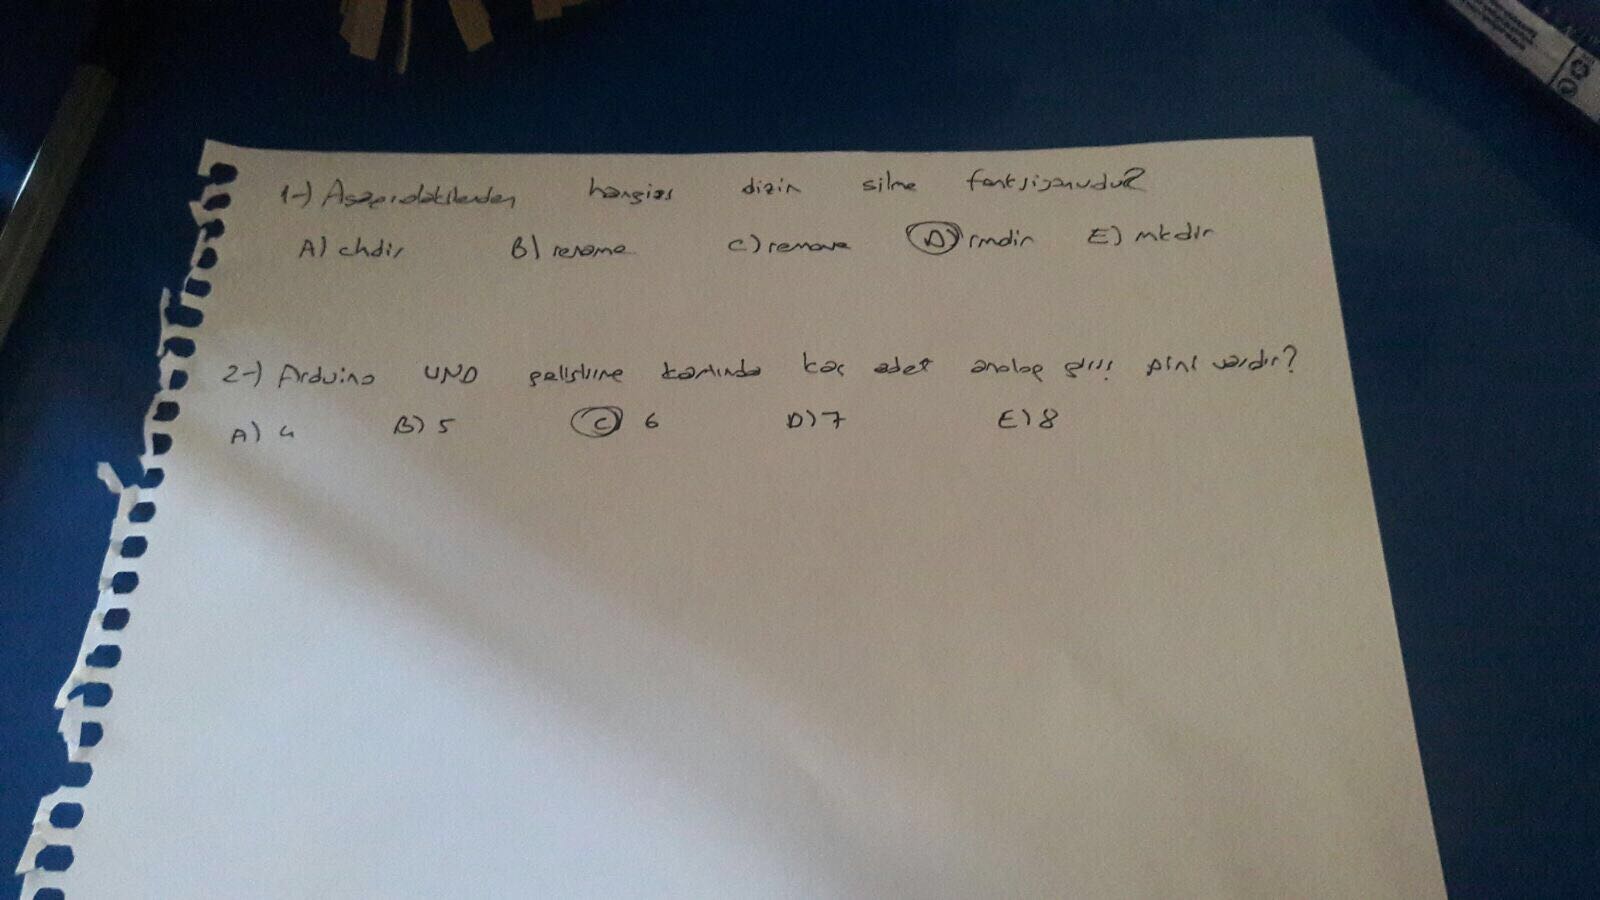 1-) Aşağıdakilerden hangisi dizin silme fonksiyonudur?
A) chdir B) rename C) remove D) rmdir E) mkdir
2-) Arduino UNO geliştirme kartında kaç adet analog giriş pini vardır?
A) 4 B) 5 C) 6 D) 7 E) 8